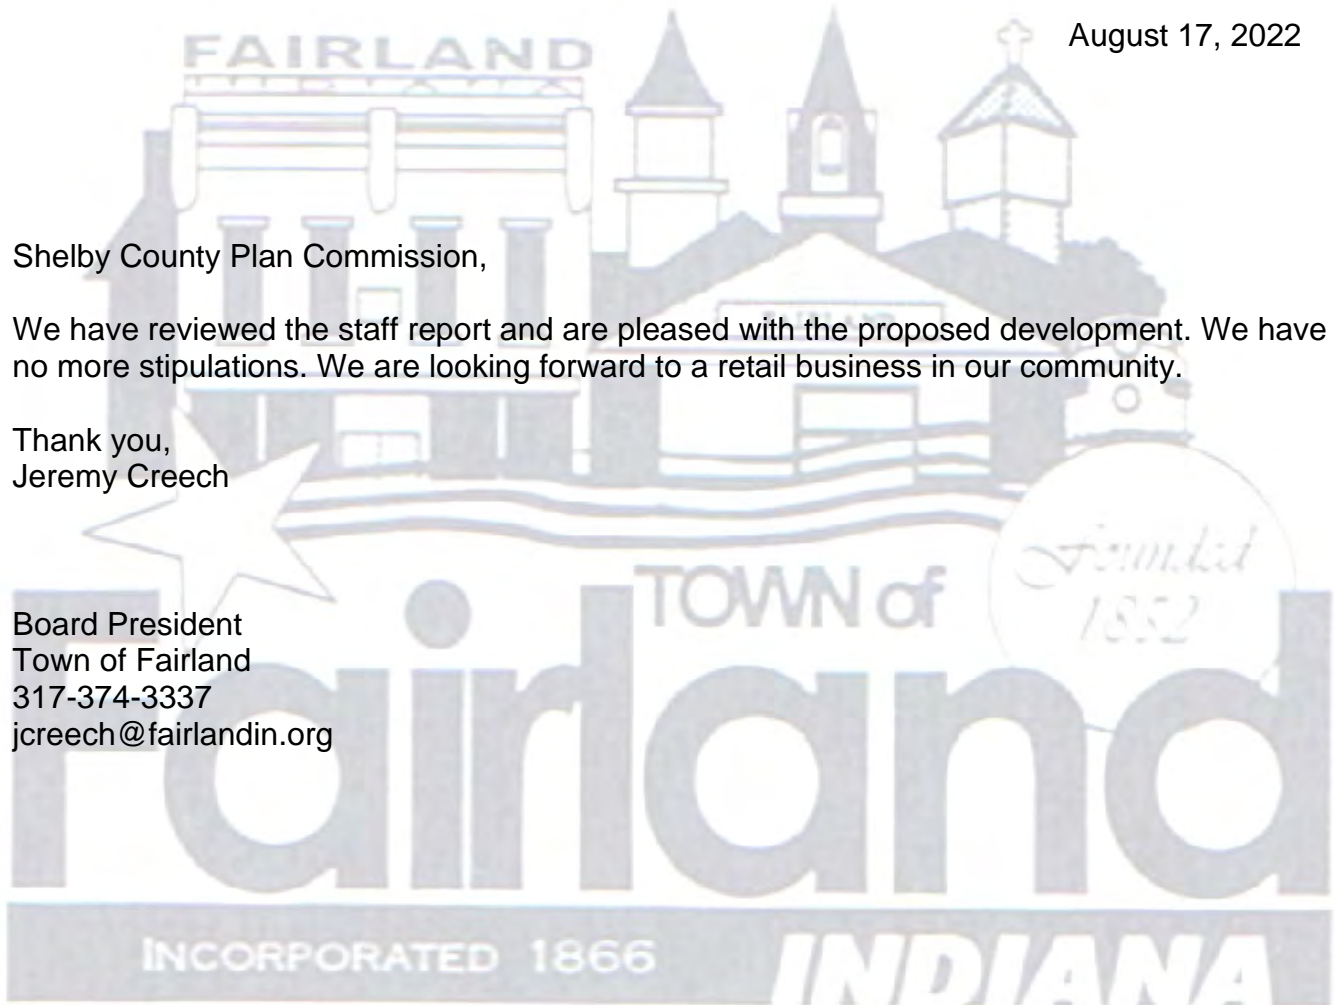 August 17, 2022
FAIRLAND
Shelby County Plan Commission,
We have reviewed the staff report and are pleased with the proposed development. We have
no more stipulations. We are looking forward to a retail business in our community.
Thank you,
Jeremy Creech
Board President
Town of Fairland
317-374-3337
jcreech@fairlandin.org
TOWN of
Fairland
Founded
1852
INCORPORATED 1866
INDIANA